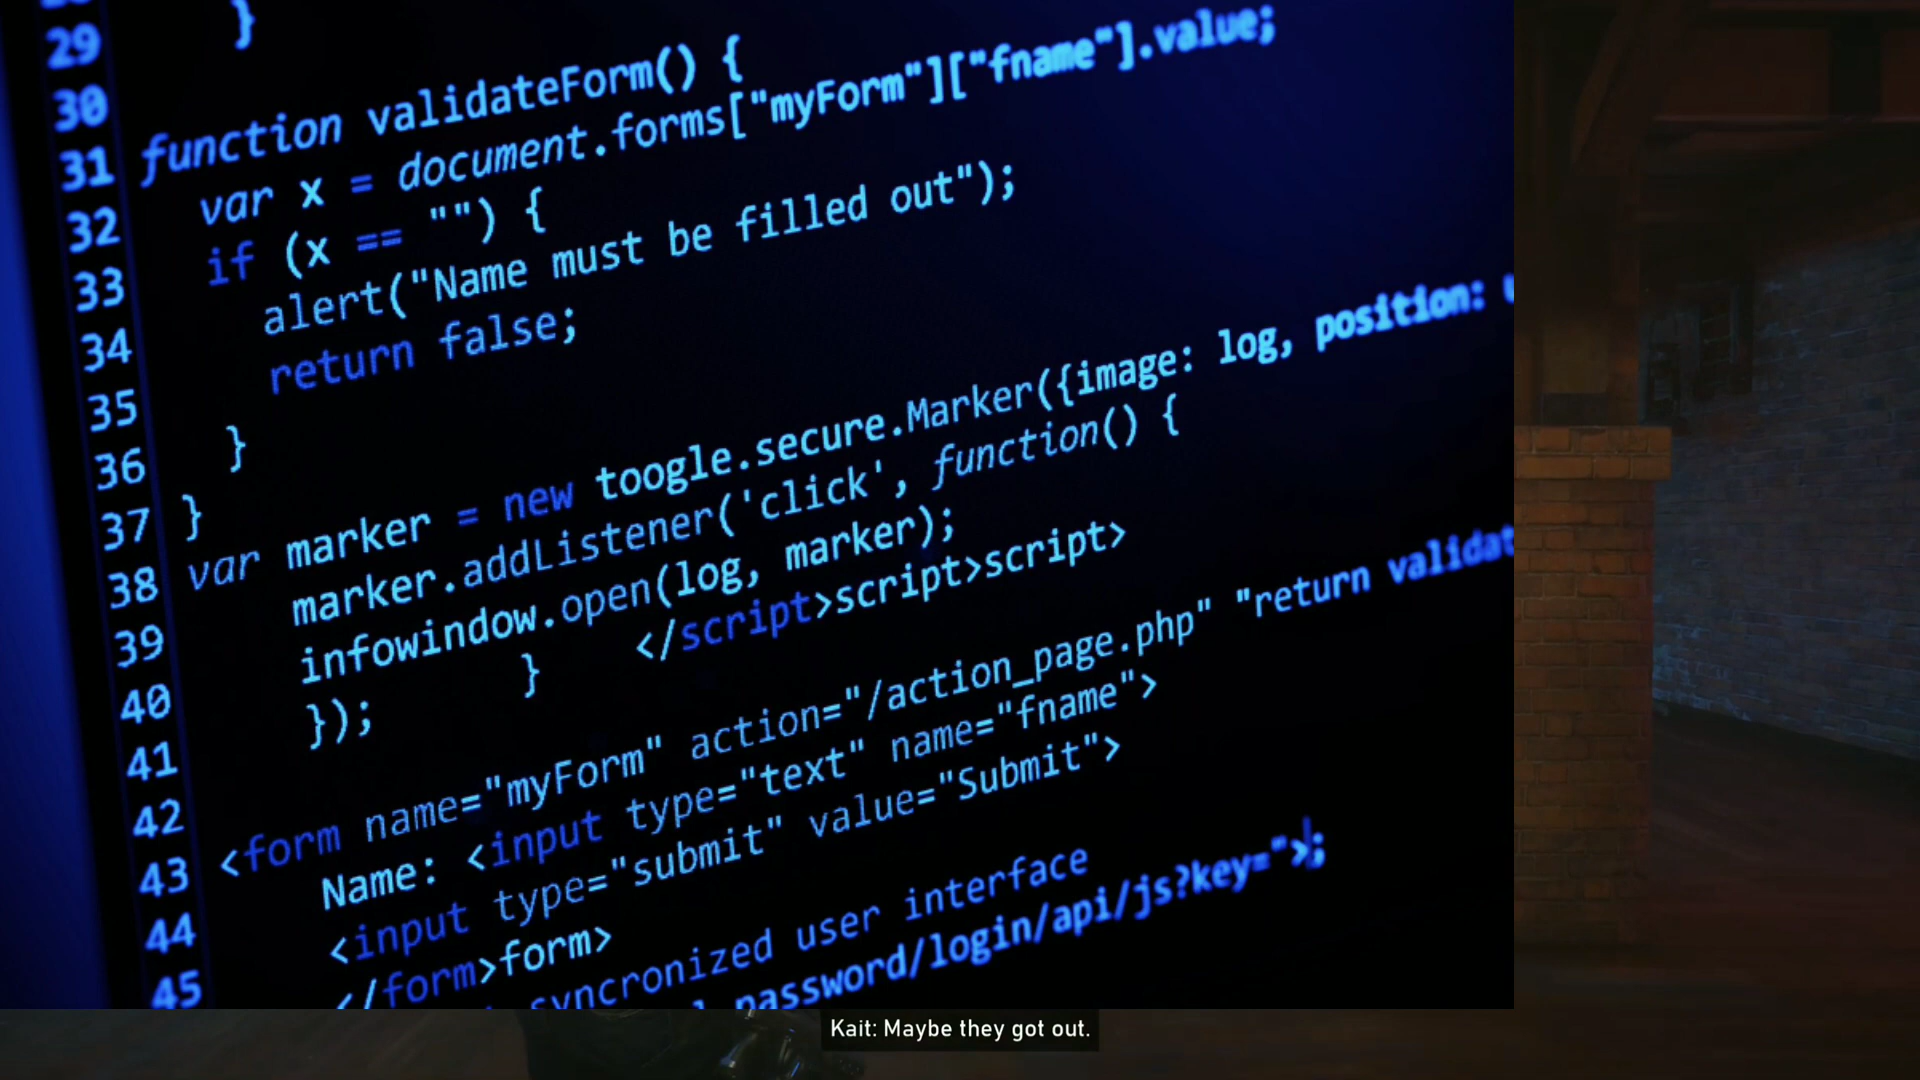 29 }
30
31 function validateForm() {
32 var x = document.forms["myForm"]["fname"].value;
33 if (x == "") {
34 alert("Name must be filled out");
35 return false;
36 }
37 }
38 var marker = new toogle.secure.Marker({image: log, position:
39 marker.addListener('click', function() {
40 infowindow.open(log, marker);
41 }); } </script>script>script>
42
43 <form name="myForm" action="/action_page.php" "return validat
44 Name: <input type="text" name="fname">
45 <input type="submit" value="Submit">
</form>form>
syncronized user interface
password/login/api/js?key=">;
Kait: Maybe they got out.